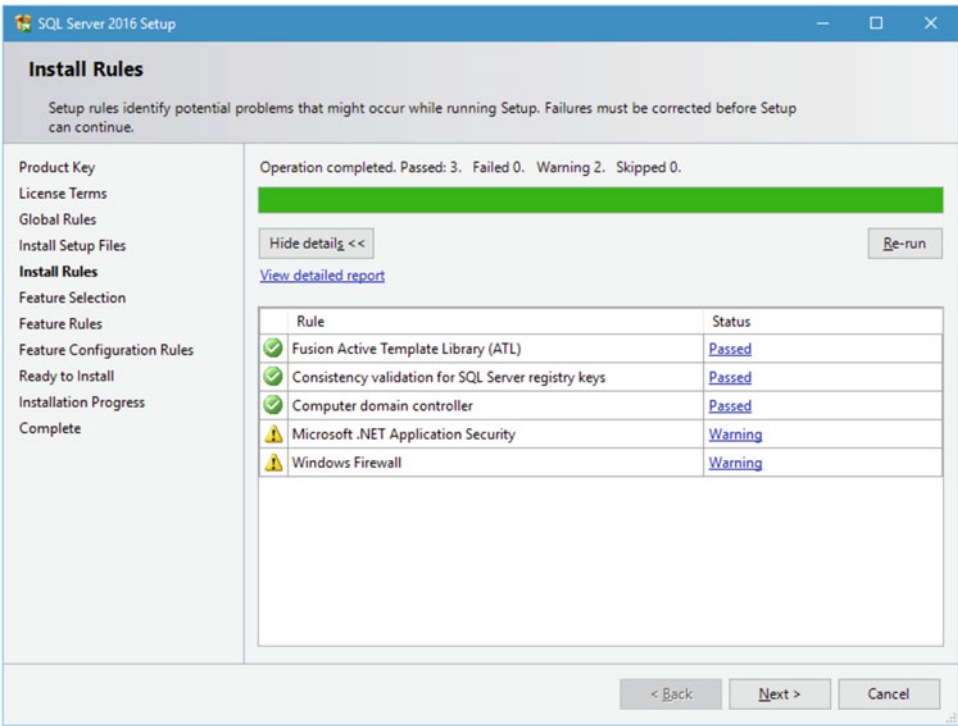 SQL Server 2016 Setup
Install Rules
Setup rules identify potential problems that might occur while running Setup. Failures must be corrected before Setup
can continue.
Product Key
License Terms
Global Rules
Install Setup Files
Install Rules
Feature Selection
Feature Rules
Feature Configuration Rules
Ready to Install
Installation Progress
Complete
Operation completed. Passed: 3.   Failed 0.   Warning 2.   Skipped 0.
Hide details <<
Re-run
View detailed report
Rule Status
Fusion Active Template Library (ATL) Passed
Consistency validation for SQL Server registry keys Passed
Computer domain controller Passed
Microsoft .NET Application Security Warning
Windows Firewall Warning
< Back Next > Cancel